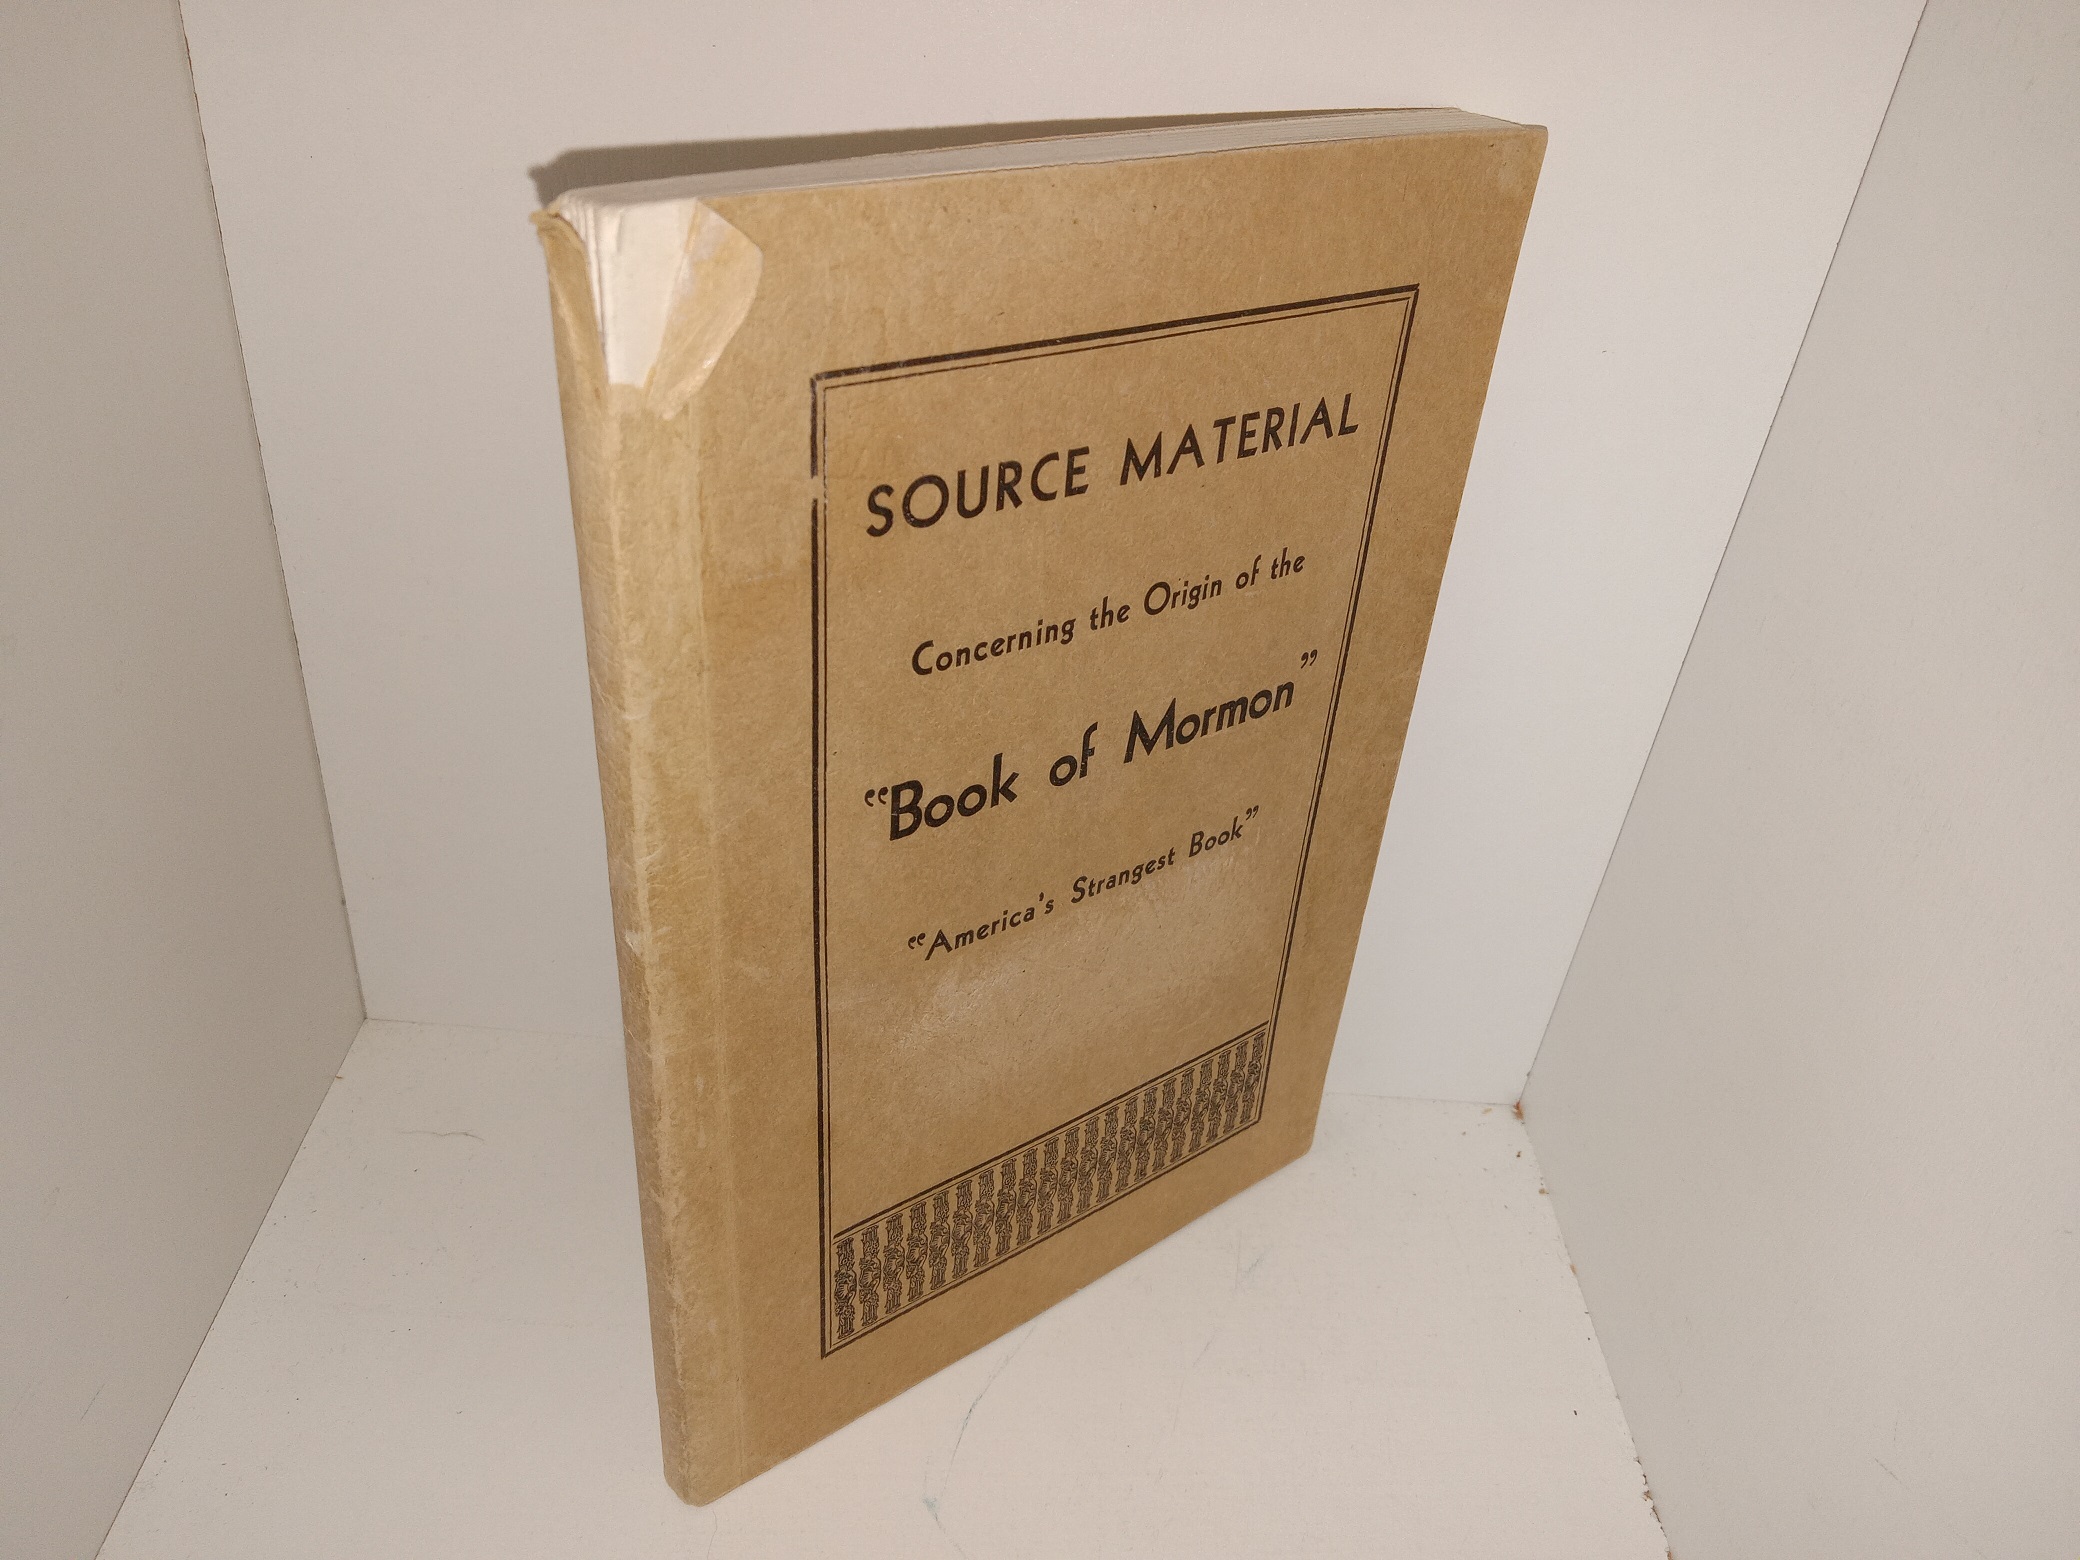 SOURCE MATERIAL
Concerning the Origin of the
“Book of Mormon”
“America's Strangest Book”